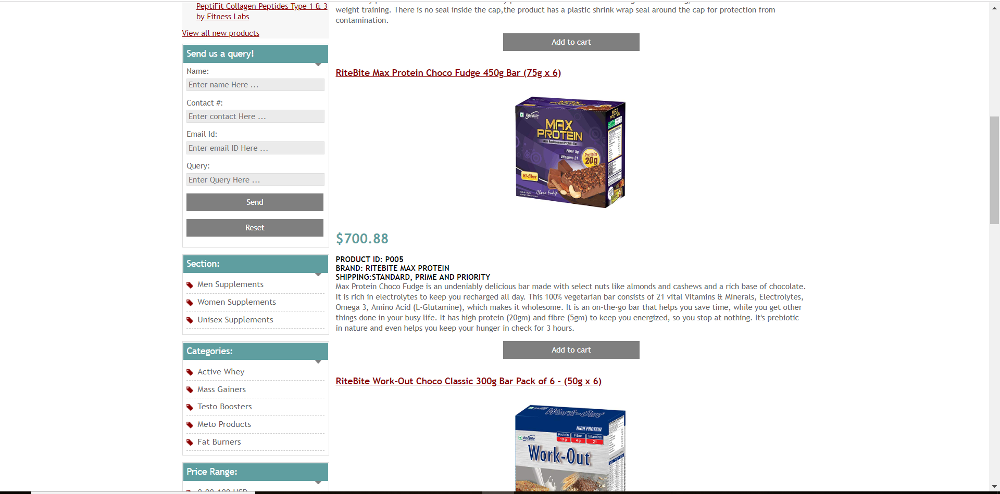 PeptiFit Collagen Peptides Type 1 & 3
by Fitness Labs
View all new products
Send us a query!
Name:
Enter name Here ...
Contact #:
Enter contact Here ...
Email Id:
Enter email ID Here ...
Query:
Enter Query Here ...
Send
Reset
Section:
Men Supplements
Women Supplements
Unisex Supplements
Categories:
Active Whey
Mass Gainers
Testo Boosters
Meto Products
Fat Burners
Price Range:
weight training. There is no seal inside the cap,the product has a plastic shrink wrap seal around the cap for protection from
contamination.
Add to cart
RiteBite Max Protein Choco Fudge 450g Bar (75g x 6)
MAX
PROTEIN
RiteBite
MAX
PROTEIN
MAX
PROTEIN
Meal Replacement Protein Bar
Fiber 5g
Vitamins 21
Protein
20g
Hi-fiber
Choco Fudge
$700.88
PRODUCT ID: P005
BRAND: RITEBITE MAX PROTEIN
SHIPPING:STANDARD, PRIME AND PRIORITY
Max Protein Choco Fudge is an undeniably delicious bar made with select nuts like almonds and cashews and a rich base of chocolate.
It is rich in electrolytes to keep you recharged all day. This 100% vegetarian bar consists of 21 vital Vitamins & Minerals, Electrolytes,
Omega 3, Amino Acid (L-Glutamine), which makes it wholesome. It is an on-the-go bar that helps you save time, while you get other
things done in your busy life. It has high protein (20gm) and fibre (5gm) to keep you energized, so you stop at nothing. It's prebiotic
in nature and even helps you keep your hunger in check for 3 hours.
Add to cart
RiteBite Work-Out Choco Classic 300g Bar Pack of 6 - (50g x 6)
Work-Out
HIGH PROTEIN
Protein Fiber Vitamins
10 g 4 g 21
RiteBite
Work-Out